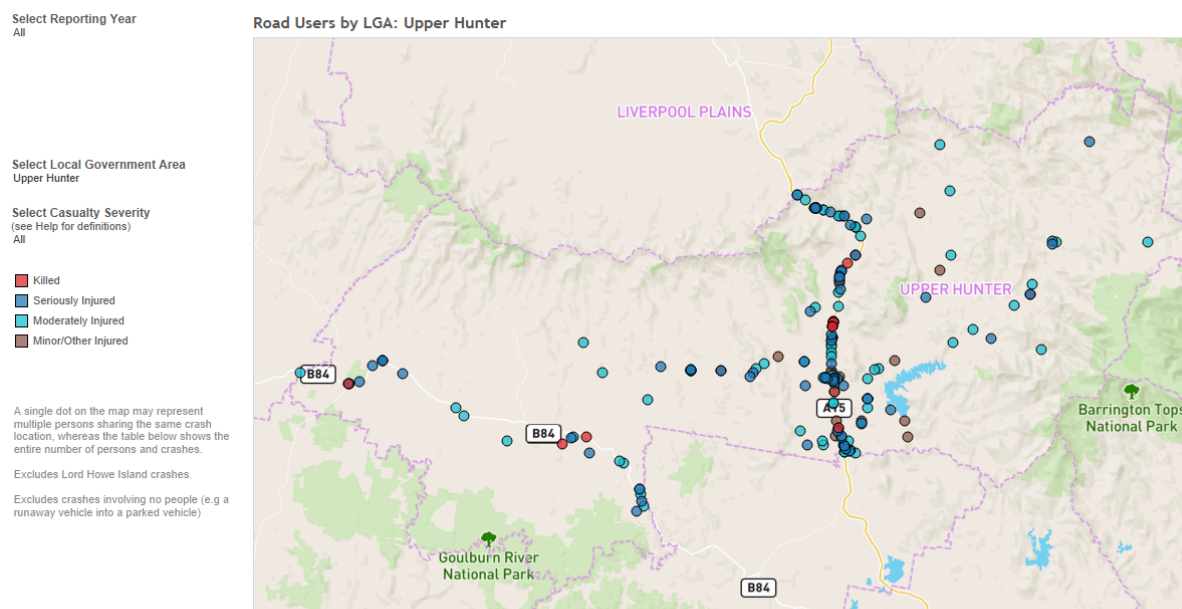 Select Reporting Year
All
Select Local Government Area
Upper Hunter
Select Casualty Severity
(see Help for definitions)
All
Killed
Seriously Injured
Moderately Injured
Minor/Other Injured
A single dot on the map may represent
multiple persons sharing the same crash
location, whereas the table below shows the
entire number of persons and crashes.
Excludes Lord Howe Island crashes.
Excludes crashes involving no people (e.g a
runaway vehicle into a parked vehicle)
Road Users by LGA: Upper Hunter
LIVERPOOL PLAINS
UPPER HUNTER
B84
A15
Barrington Tops
National Park
B84
Goulburn River
National Park
B84